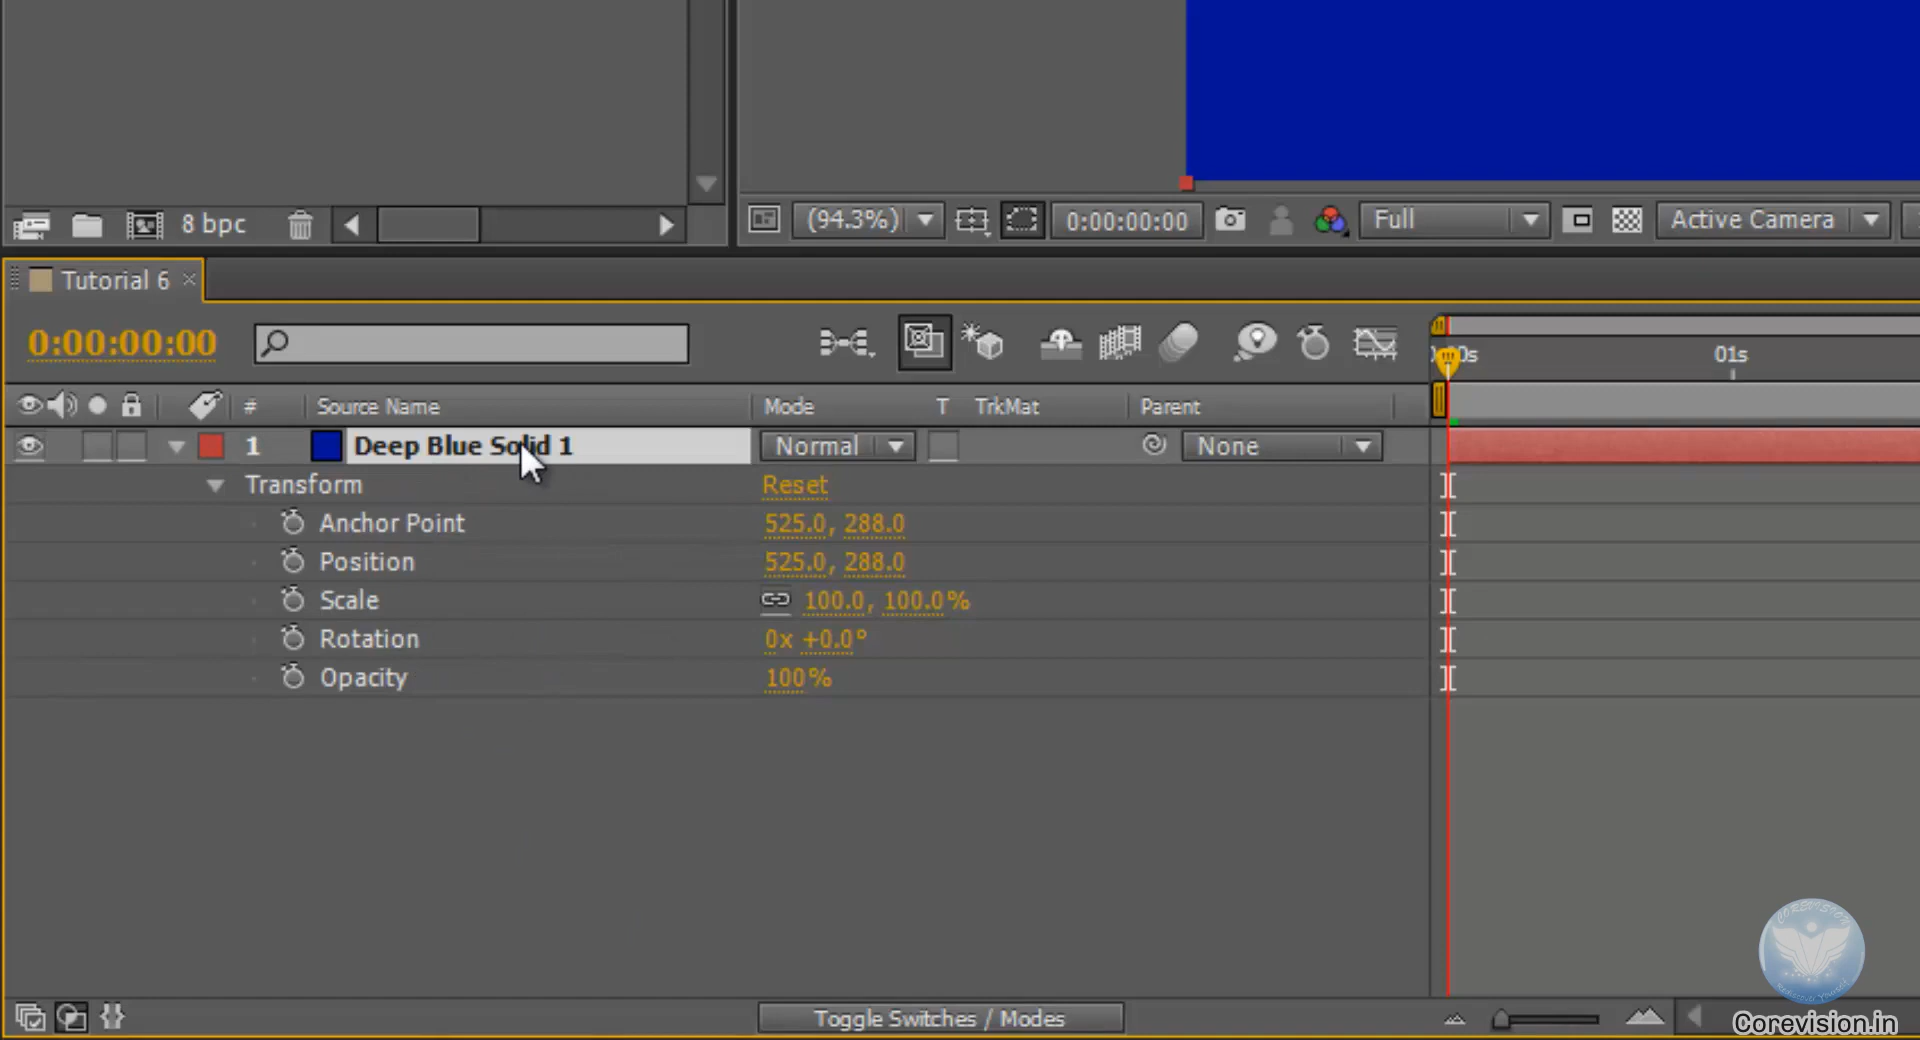 8 bpc
(94.3%)
0:00:00:00
Full
Active Camera
Tutorial 6
0:00:00:00
01s
# Source Name Mode T TrkMat Parent
1 Deep Blue Solid 1 Normal None
Transform Reset
Anchor Point 525.0, 288.0
Position 525.0, 288.0
Scale 100.0, 100.0%
Rotation 0x +0.0°
Opacity 100%
COREVISION
Rediscover Yourself
Toggle Switches / Modes
Corevision.in